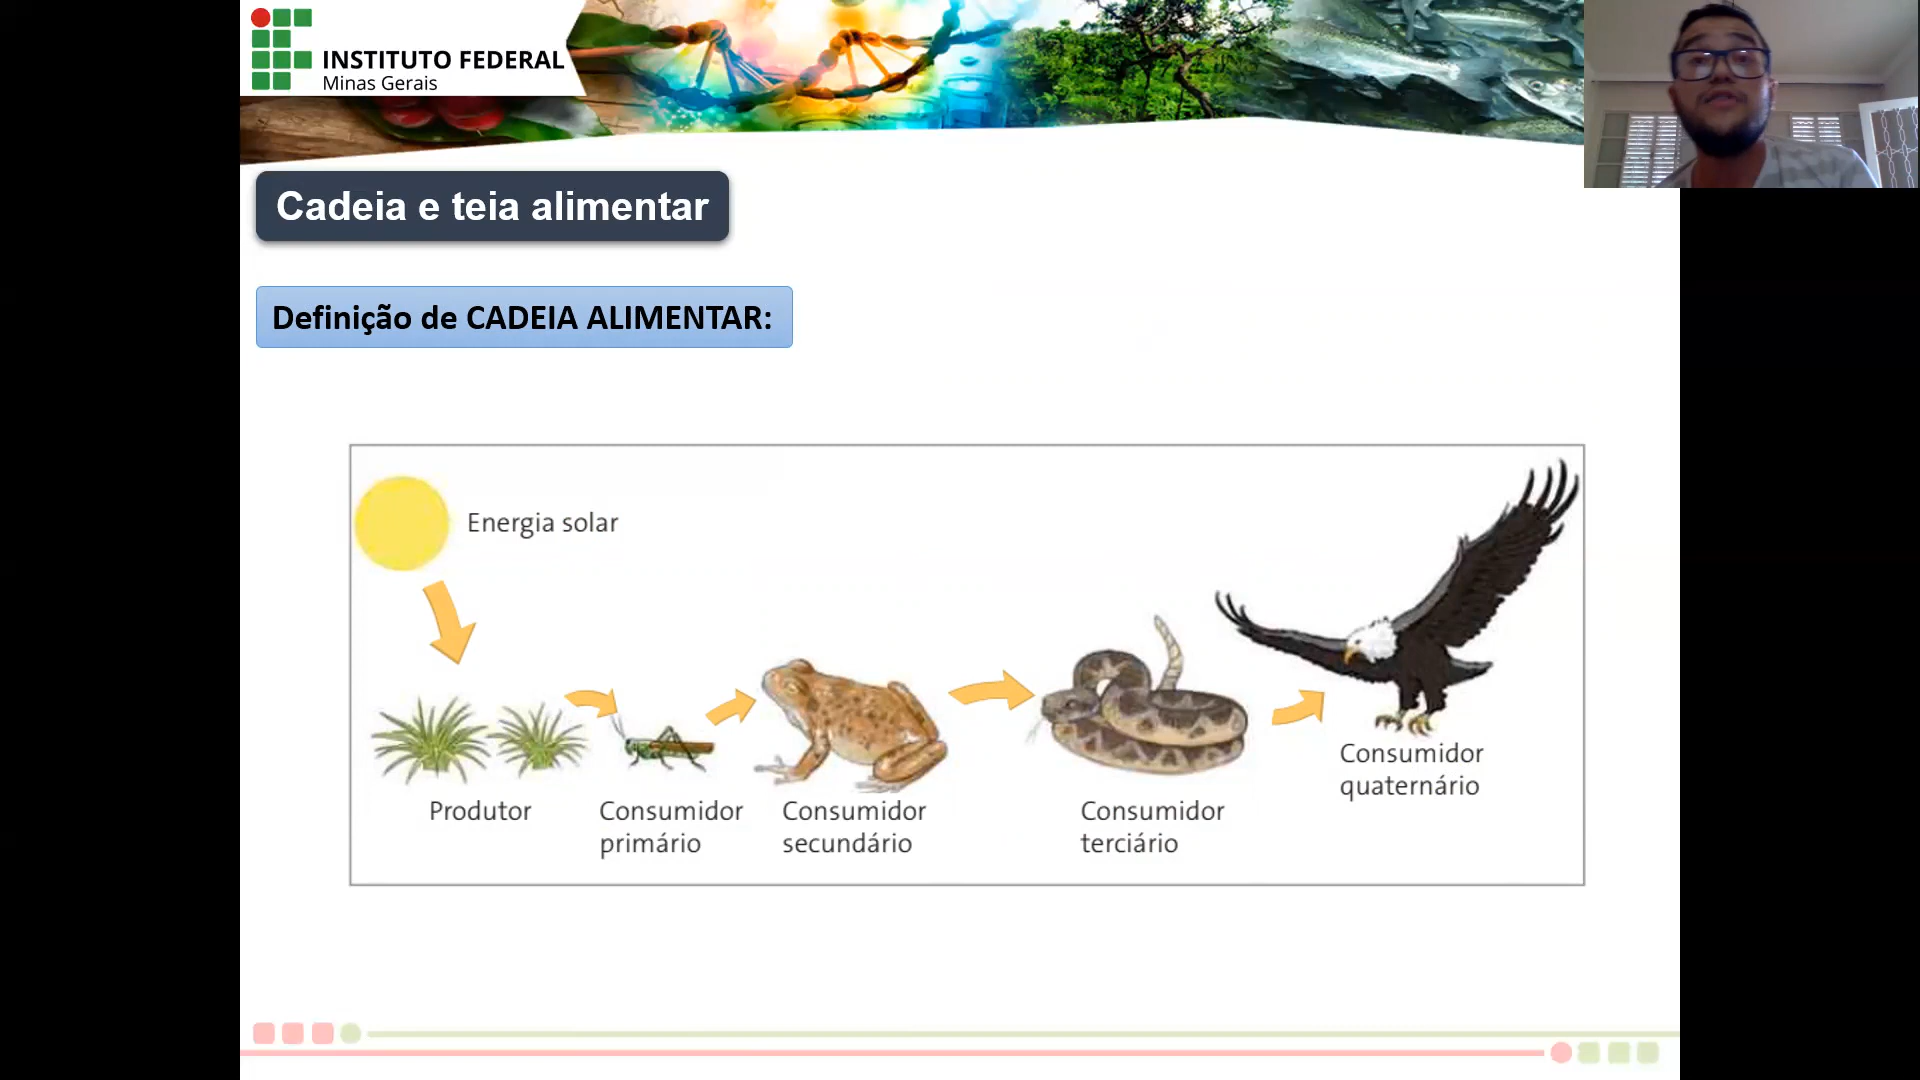 INSTITUTO FEDERAL
Minas Gerais
Cadeia e teia alimentar
Definição de CADEIA ALIMENTAR:
Energia solar
Produtor
Consumidor
primário
Consumidor
secundário
Consumidor
terciário
Consumidor
quaternário